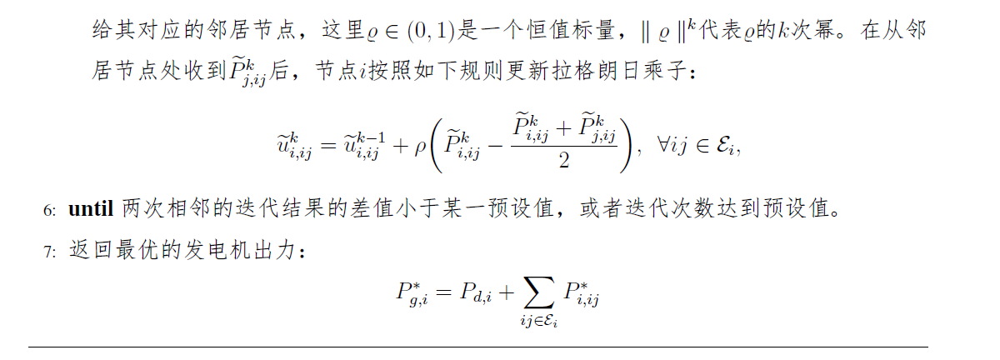 给其对应的邻居节点，这里$\varrho \in (0,1)$是一个恒值标量，$\| \varrho \|^k$代表$\varrho$的$k$次幂。在从邻
居节点处收到$\widetilde{P}_{j,ij}^{k}$后，节点$i$按照如下规则更新拉格朗日乘子：
$\widetilde{u}_{i,ij}^{k} = \widetilde{u}_{i,ij}^{k-1} + \rho \left( \widetilde{P}_{i,ij}^{k} - \frac{\widetilde{P}_{i,ij}^{k} + \widetilde{P}_{j,ij}^{k}}{2} \right), \ \forall ij \in \mathcal{E}_i,$
6: until 两次相邻的迭代结果的差值小于某一预设值，或者迭代次数达到预设值。
7: 返回最优的发电机出力：
$P_{g,i}^{*} = P_{d,i} + \sum_{ij \in \mathcal{E}_i} P_{i,ij}^{*}$